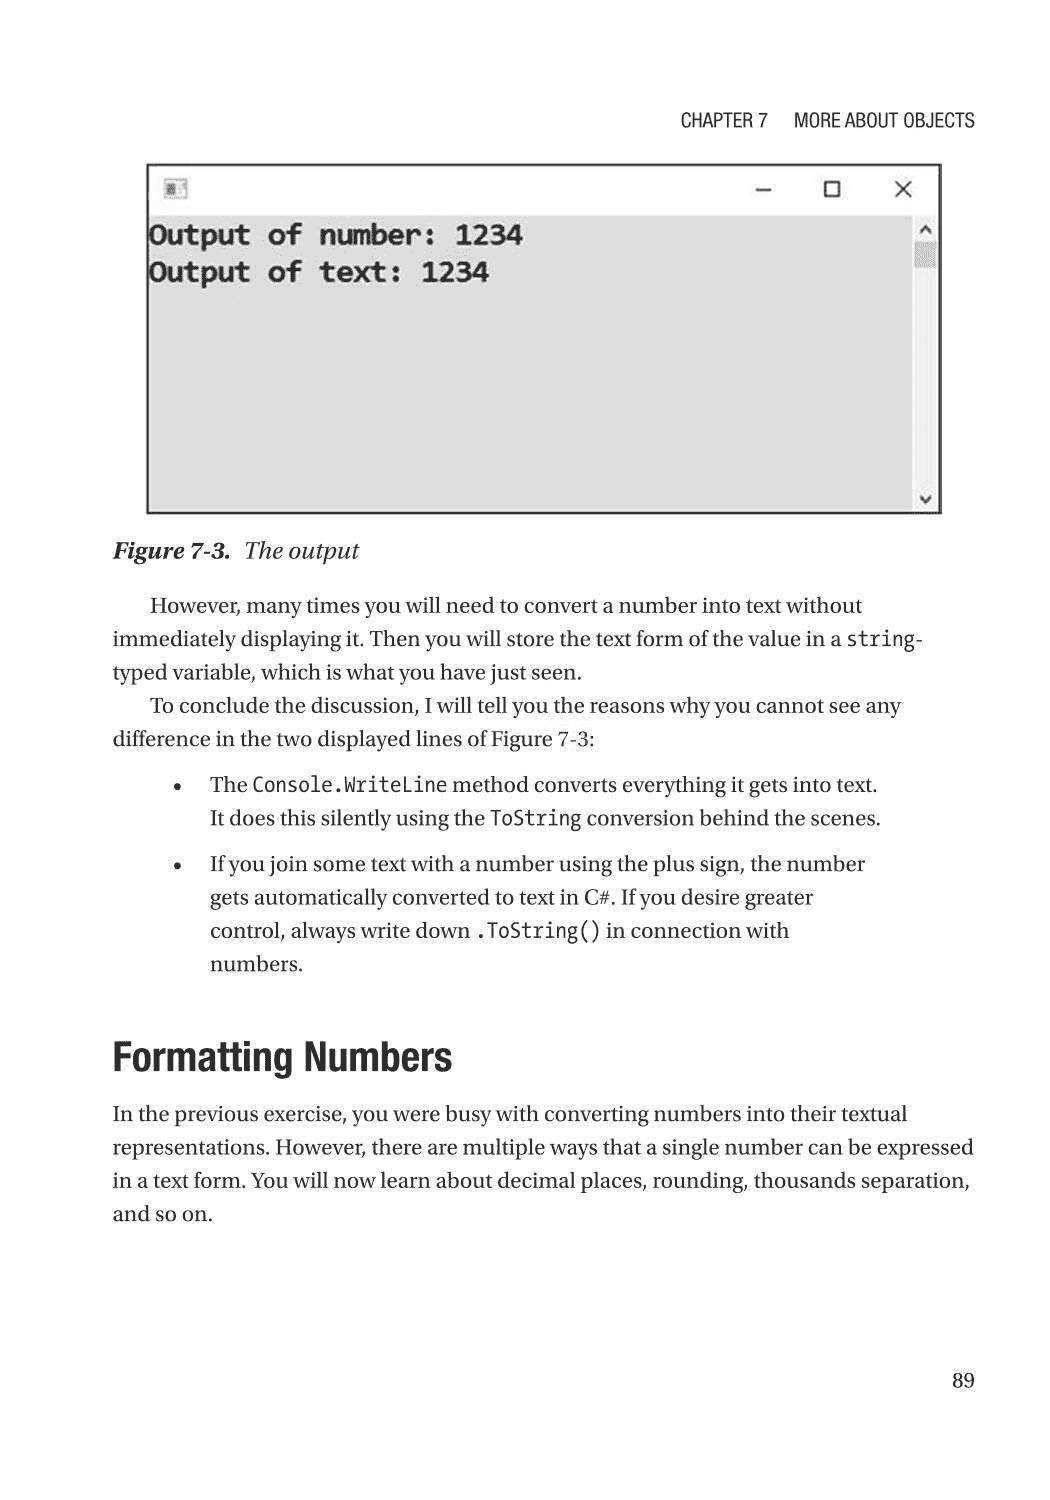 CHAPTER 7 MORE ABOUT OBJECTS
Output of number: 1234
Output of text: 1234
Figure 7-3. The output
However, many times you will need to convert a number into text without
immediately displaying it. Then you will store the text form of the value in a string-
typed variable, which is what you have just seen.
To conclude the discussion, I will tell you the reasons why you cannot see any
difference in the two displayed lines of Figure 7-3:
• The Console.WriteLine method converts everything it gets into text.
It does this silently using the ToString conversion behind the scenes.
• If you join some text with a number using the plus sign, the number
gets automatically converted to text in C#. If you desire greater
control, always write down .ToString() in connection with
numbers.
Formatting Numbers
In the previous exercise, you were busy with converting numbers into their textual
representations. However, there are multiple ways that a single number can be expressed
in a text form. You will now learn about decimal places, rounding, thousands separation,
and so on.
89